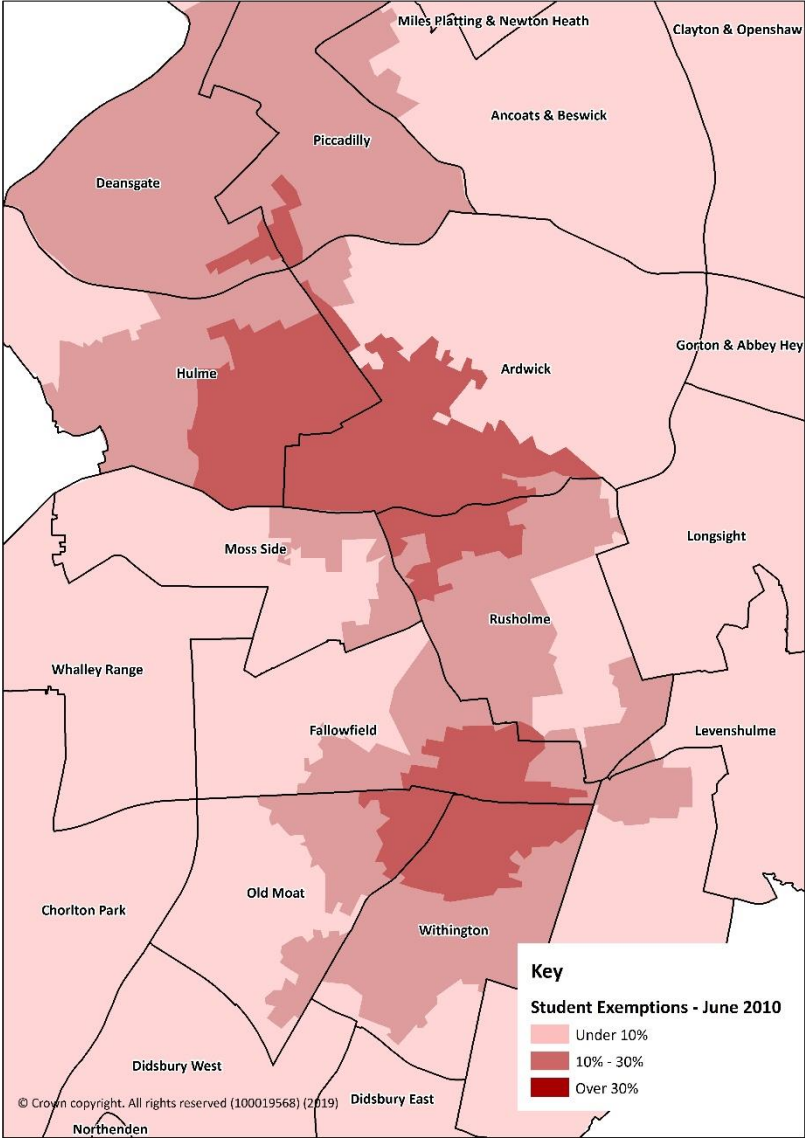 Miles Platting & Newton Heath
Clayton & Openshaw
Ancoats & Beswick
Piccadilly
Deansgate
Gorton & Abbey Hey
Ardwick
Hulme
Longsight
Moss Side
Rusholme
Whalley Range
Fallowfield
Levenshulme
Old Moat
Chorlton Park
Withington
Key
Student Exemptions - June 2010
Under 10%
10% - 30%
Over 30%
Didsbury West
Didsbury East
© Crown copyright. All rights reserved (100019568) (2019)
Northenden